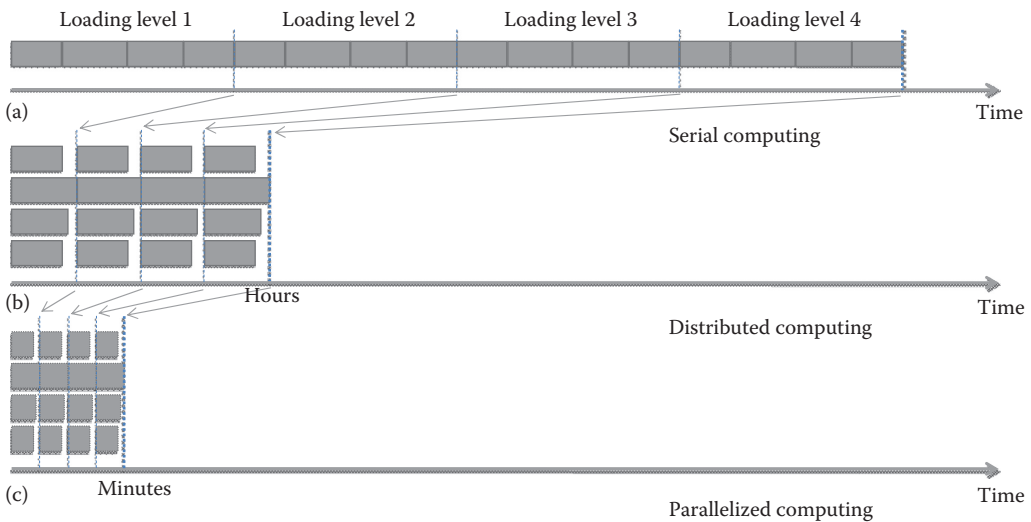 Loading level 1 Loading level 2 Loading level 3 Loading level 4
(a) Time
Serial computing
(b) Hours Time
Distributed computing
(c) Minutes Time
Parallelized computing